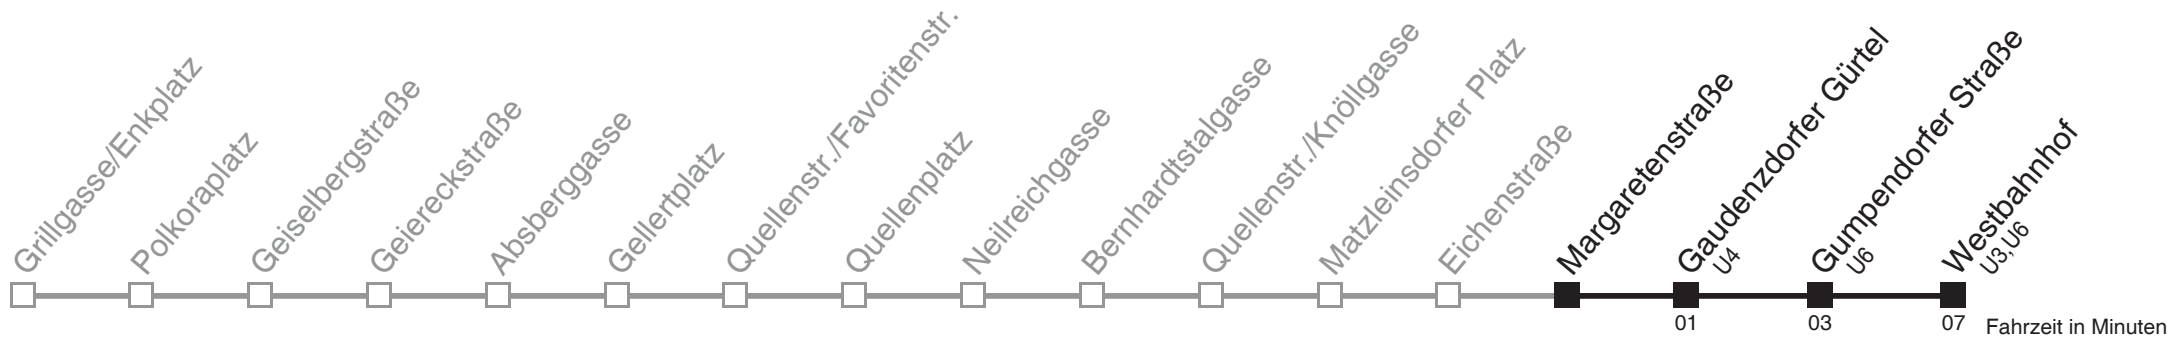 Grillgasse/Enkplatz
Polkoraplatz
Geiselbergstraße
Geiereckstraße
Absberggasse
Gellertplatz
Quellenstr./Favoritenstr.
Quellenplatz
Neilreichgasse
Bernhardtstalgasse
Quellenstr./Knöllgasse
Matzleinsdorfer Platz
Eichenstraße
Margaretenstraße
Gaudenzdorfer Gürtel
U4
Gumpendorfer Straße
U6
Westbahnhof
U3,U6
01
03
07
Fahrzeit in Minuten